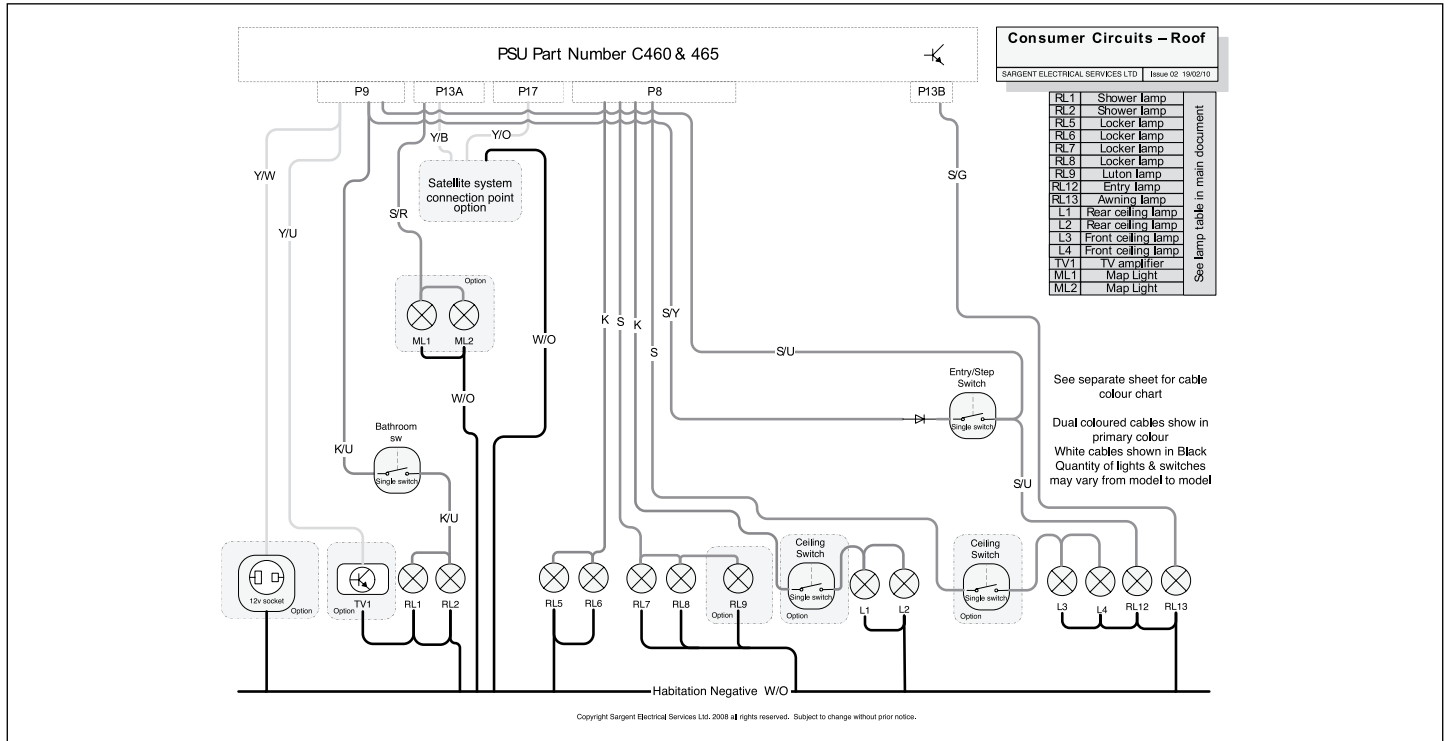 PSU Part Number C460 & 465
Consumer Circuits – Roof
SARGENT ELECTRICAL SERVICES LTD Issue 02 19/02/10
P9 P13A P17 P8 P13B
RL1 Shower lamp
RL2 Shower lamp
RL5 Locker lamp
RL6 Locker lamp
RL7 Locker lamp
RL8 Locker lamp
RL9 Luton lamp
RL12 Entry lamp
RL13 Awning lamp
L1 Rear ceiling lamp
L2 Rear ceiling lamp
L3 Front ceiling lamp
L4 Front ceiling lamp
TV1 TV amplifier
ML1 Map Light
ML2 Map Light
See lamp table in main document
Y/B Y/O
Y/W
S/G
Satellite system
connection point
option
S/R
Y/U
Option
ML1 ML2
K S K S/Y
S
W/O
S/U
W/O
Entry/Step
Switch
Single switch
See separate sheet for cable
colour chart
Dual coloured cables show in
primary colour
White cables shown in Black
Quantity of lights & switches
may vary from model to model
Bathroom
sw
Single switch
K/U
S/U
K/U
Ceiling
Switch
Single switch
Option
Ceiling
Switch
Single switch
Option
12v socket
Option
TV1
Option
RL1 RL2 RL5 RL6 RL7 RL8 RL9
Option
L1 L2 L3 L4 RL12 RL13
Habitation Negative W/O
Copyright Sargent Electrical Services Ltd. 2008 all rights reserved. Subject to change without prior notice.